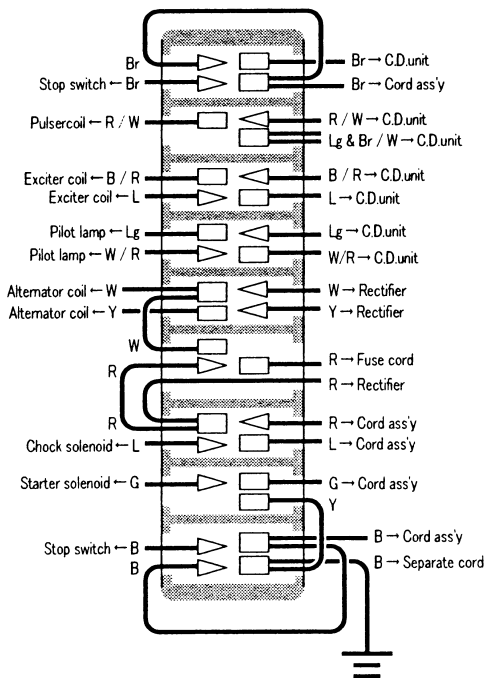 Br
Br → C.D.unit
Stop switch ← Br
Br → Cord ass'y
Pulsercoil ← R / W
R / W → C.D.unit
Lg & Br / W → C.D.unit
Exciter coil ← B / R
B / R → C.D.unit
Exciter coil ← L
L → C.D.unit
Pilot lamp ← Lg
Lg → C.D.unit
Pilot lamp ← W / R
W/R → C.D.unit
Alternator coil ← W
W → Rectifier
Alternator coil ← Y
Y → Rectifier
W
R
R → Fuse cord
R → Rectifier
R
R → Cord ass'y
Chock solenoid ← L
L → Cord ass'y
Starter solenoid ← G
G → Cord ass'y
Y
B → Cord ass'y
Stop switch ← B
B
B → Separate cord